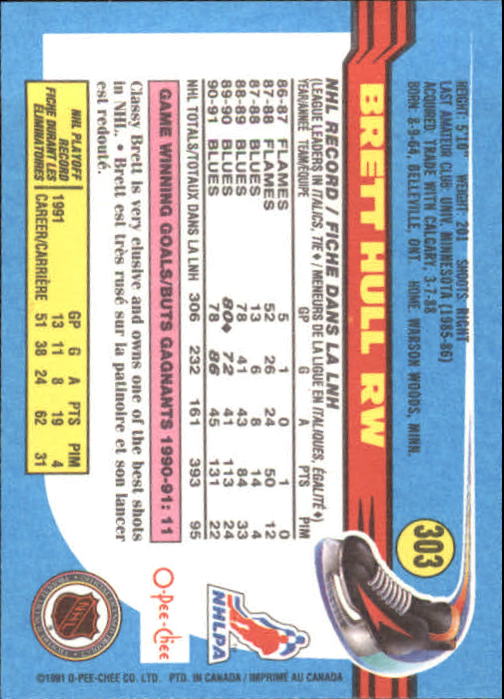 303
HEIGHT: 5'10" WEIGHT: 201 SHOOTS: RIGHT
LAST AMATEUR CLUB: UNIV. MINNESOTA (1985-86)
ACQUIRED: TRADE WITH CALGARY, 3-7-88
BORN: 8-9-64, BELLEVILLE, ONT. HOME: WARSON WOODS, MINN.
BRETT HULL RW
NHL RECORD / FICHE DANS LA LNH
(LEAGUE LEADERS IN ITALICS, TIE♦ / MENEURS DE LA LIGUE EN ITALIQUES, ÉGALITÉ♦)
YEAR/ANNÉE TEAM/EQUIPE GP G A PTS PIM
86-87 FLAMES 5 1 0 1 0
87-88 FLAMES 52 26 24 50 12
87-88 BLUES 13 6 8 14 4
88-89 BLUES 78 41 43 84 33
89-90 BLUES 80♦ 72 41 113 24
90-91 BLUES 78 86 45 131 22
NHL TOTALS/TOTAUX DANS LA LNH 306 232 161 393 95
GAME WINNING GOALS/BUTS GAGNANTS 1990-91: 11
Classy Brett is very elusive and owns one of the best shots
in NHL. • Brett est très rusé sur la patinoire et son lancer
est redouté.
NHL PLAYOFF
RECORD
FICHE DURANT LES
ÉLIMINATOIRES
GP G A PTS PIM
1991 13 11 8 19 4
CAREER/CARRIÈRE 51 38 24 62 31
NHLPA
O-Pee-Chee
NHL
©1991 O-PEE-CHEE CO. LTD. PTD. IN CANADA / IMPRIMÉ AU CANADA